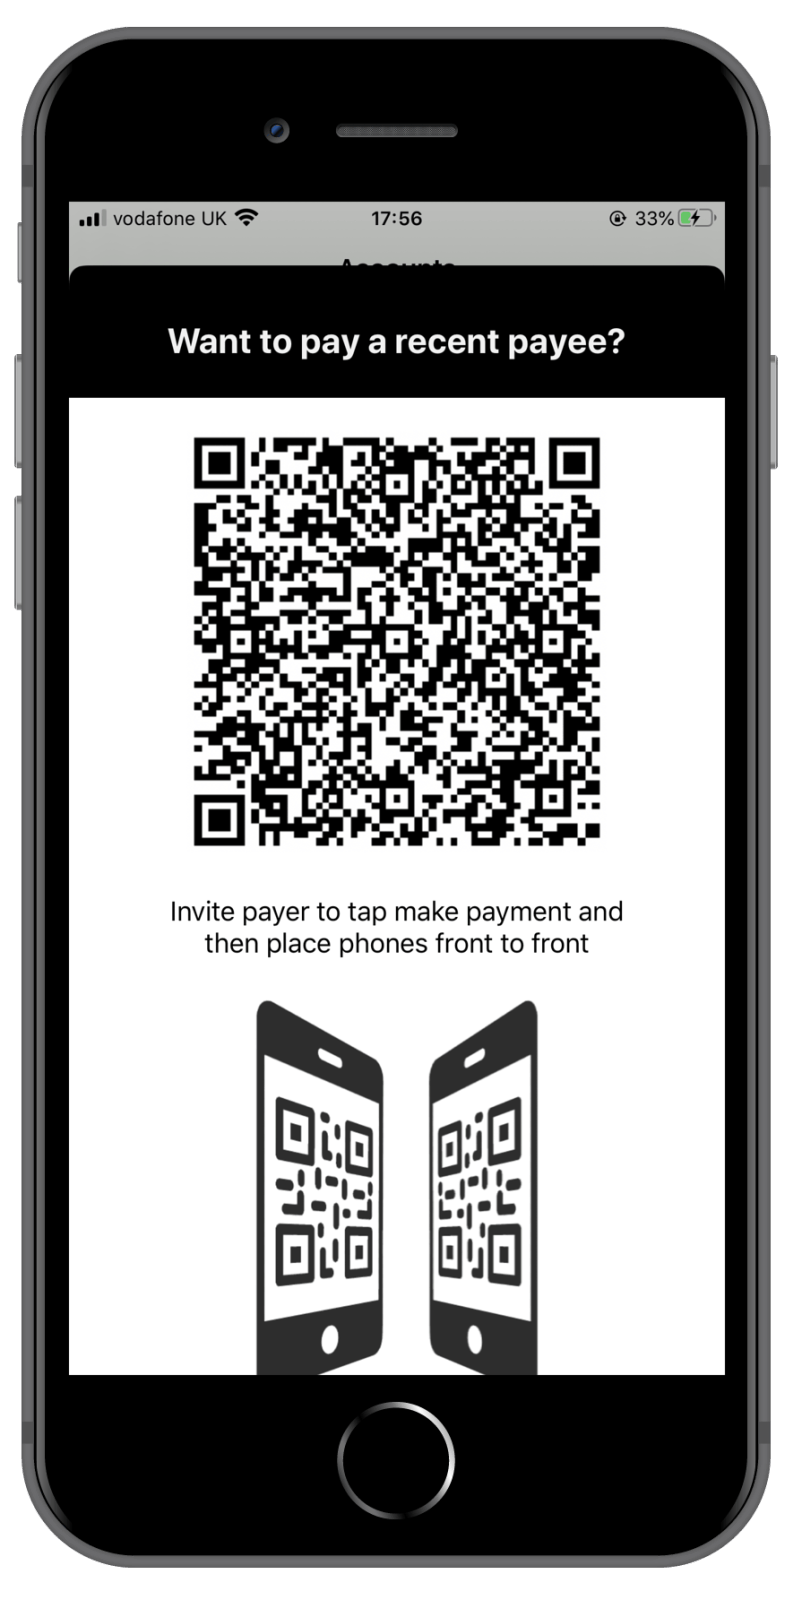 vodafone UK 17:56 33%
Accounts
Want to pay a recent payee?
Invite payer to tap make payment and
then place phones front to front